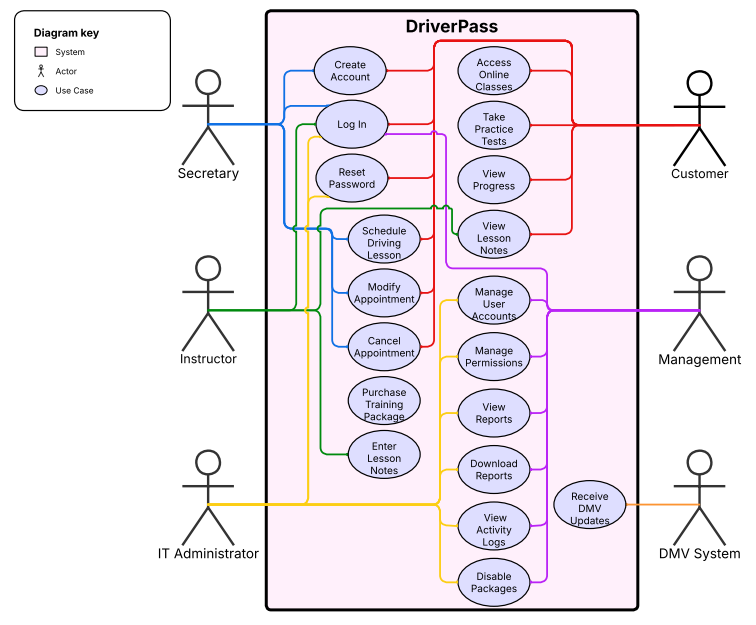 DriverPass
Diagram key
System
Actor
Use Case
Secretary
Instructor
IT Administrator
Create
Account
Log In
Reset
Password
Schedule
Driving
Lesson
Modify
Appointment
Cancel
Appointment
Purchase
Training
Package
Enter
Lesson
Notes
Access
Online
Classes
Take
Practice
Tests
View
Progress
View
Lesson
Notes
Manage
User
Accounts
Manage
Permissions
View
Reports
Download
Reports
View
Activity
Logs
Disable
Packages
Receive
DMV
Updates
Customer
Management
DMV System